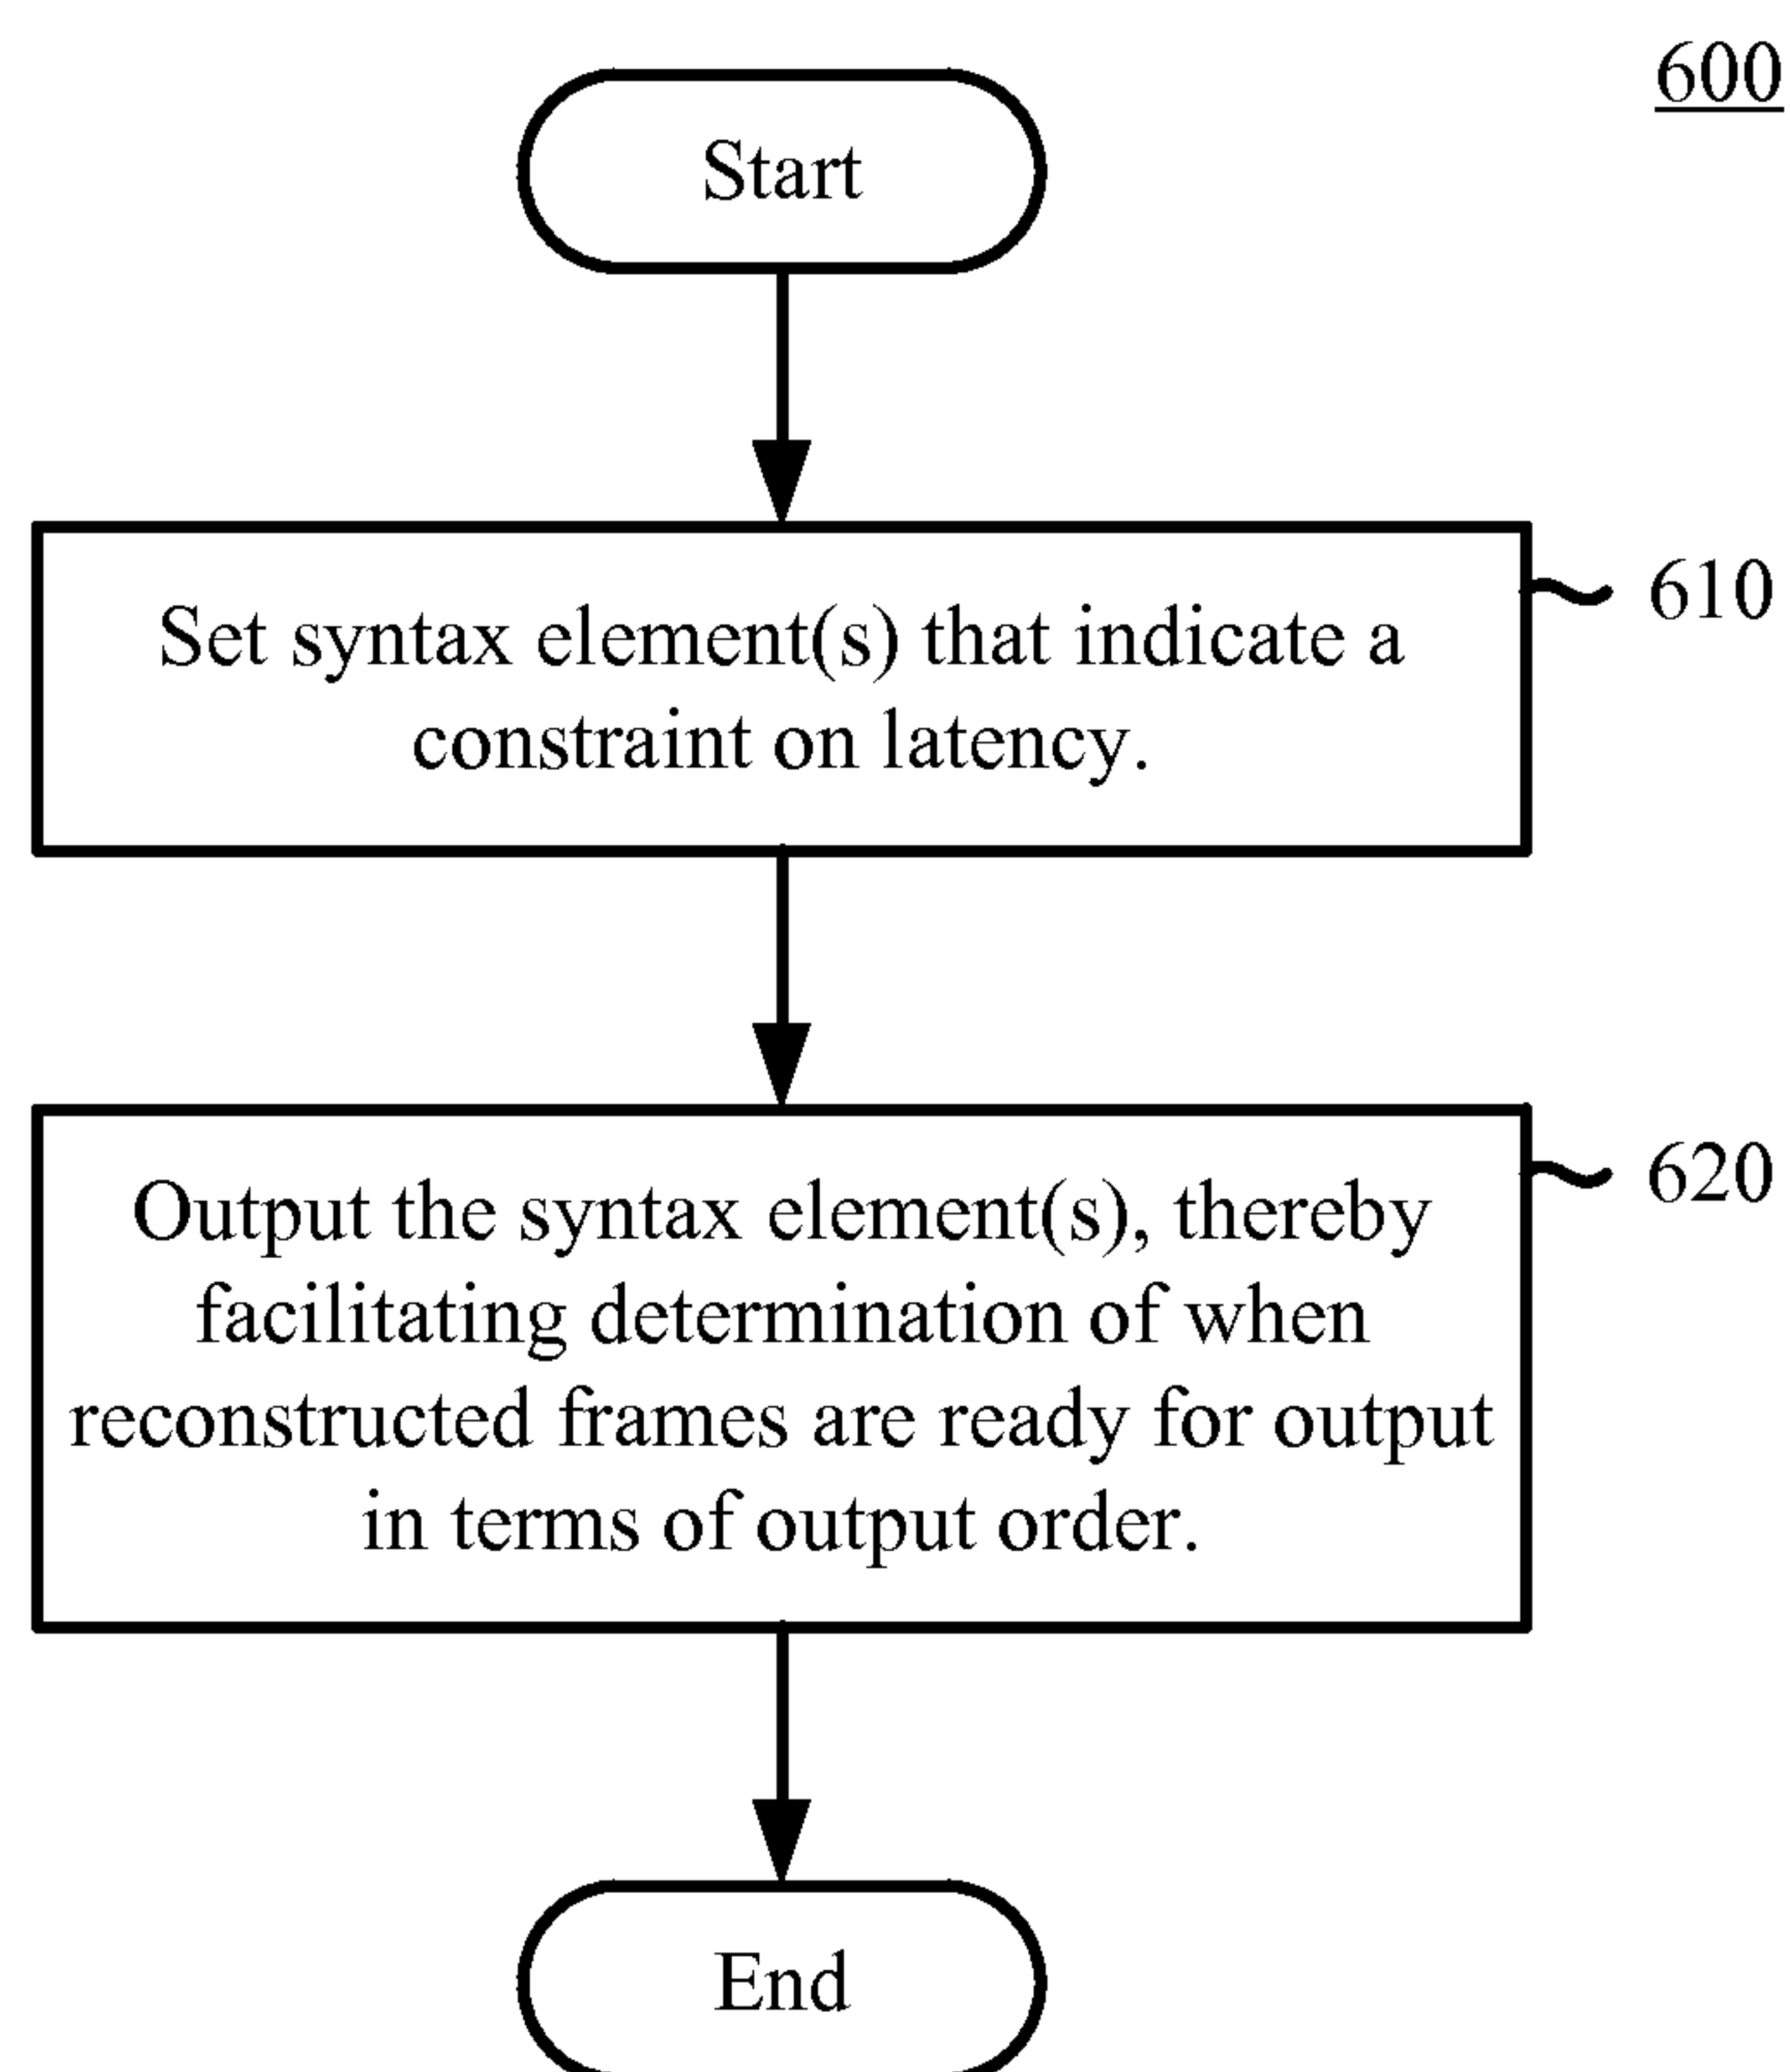 600
Start
Set syntax element(s) that indicate a
constraint on latency.
610
Output the syntax element(s), thereby
facilitating determination of when
reconstructed frames are ready for output
in terms of output order.
620
End